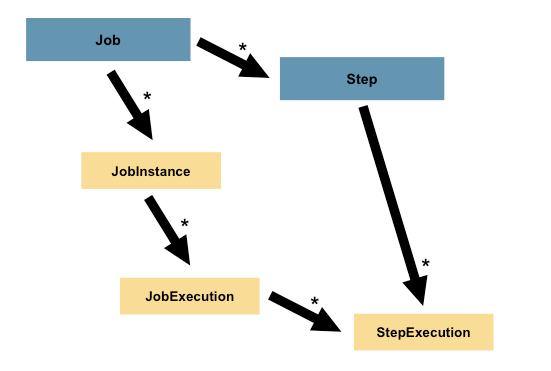 Job
*
Step
*
JobInstance
*
*
JobExecution
*
StepExecution